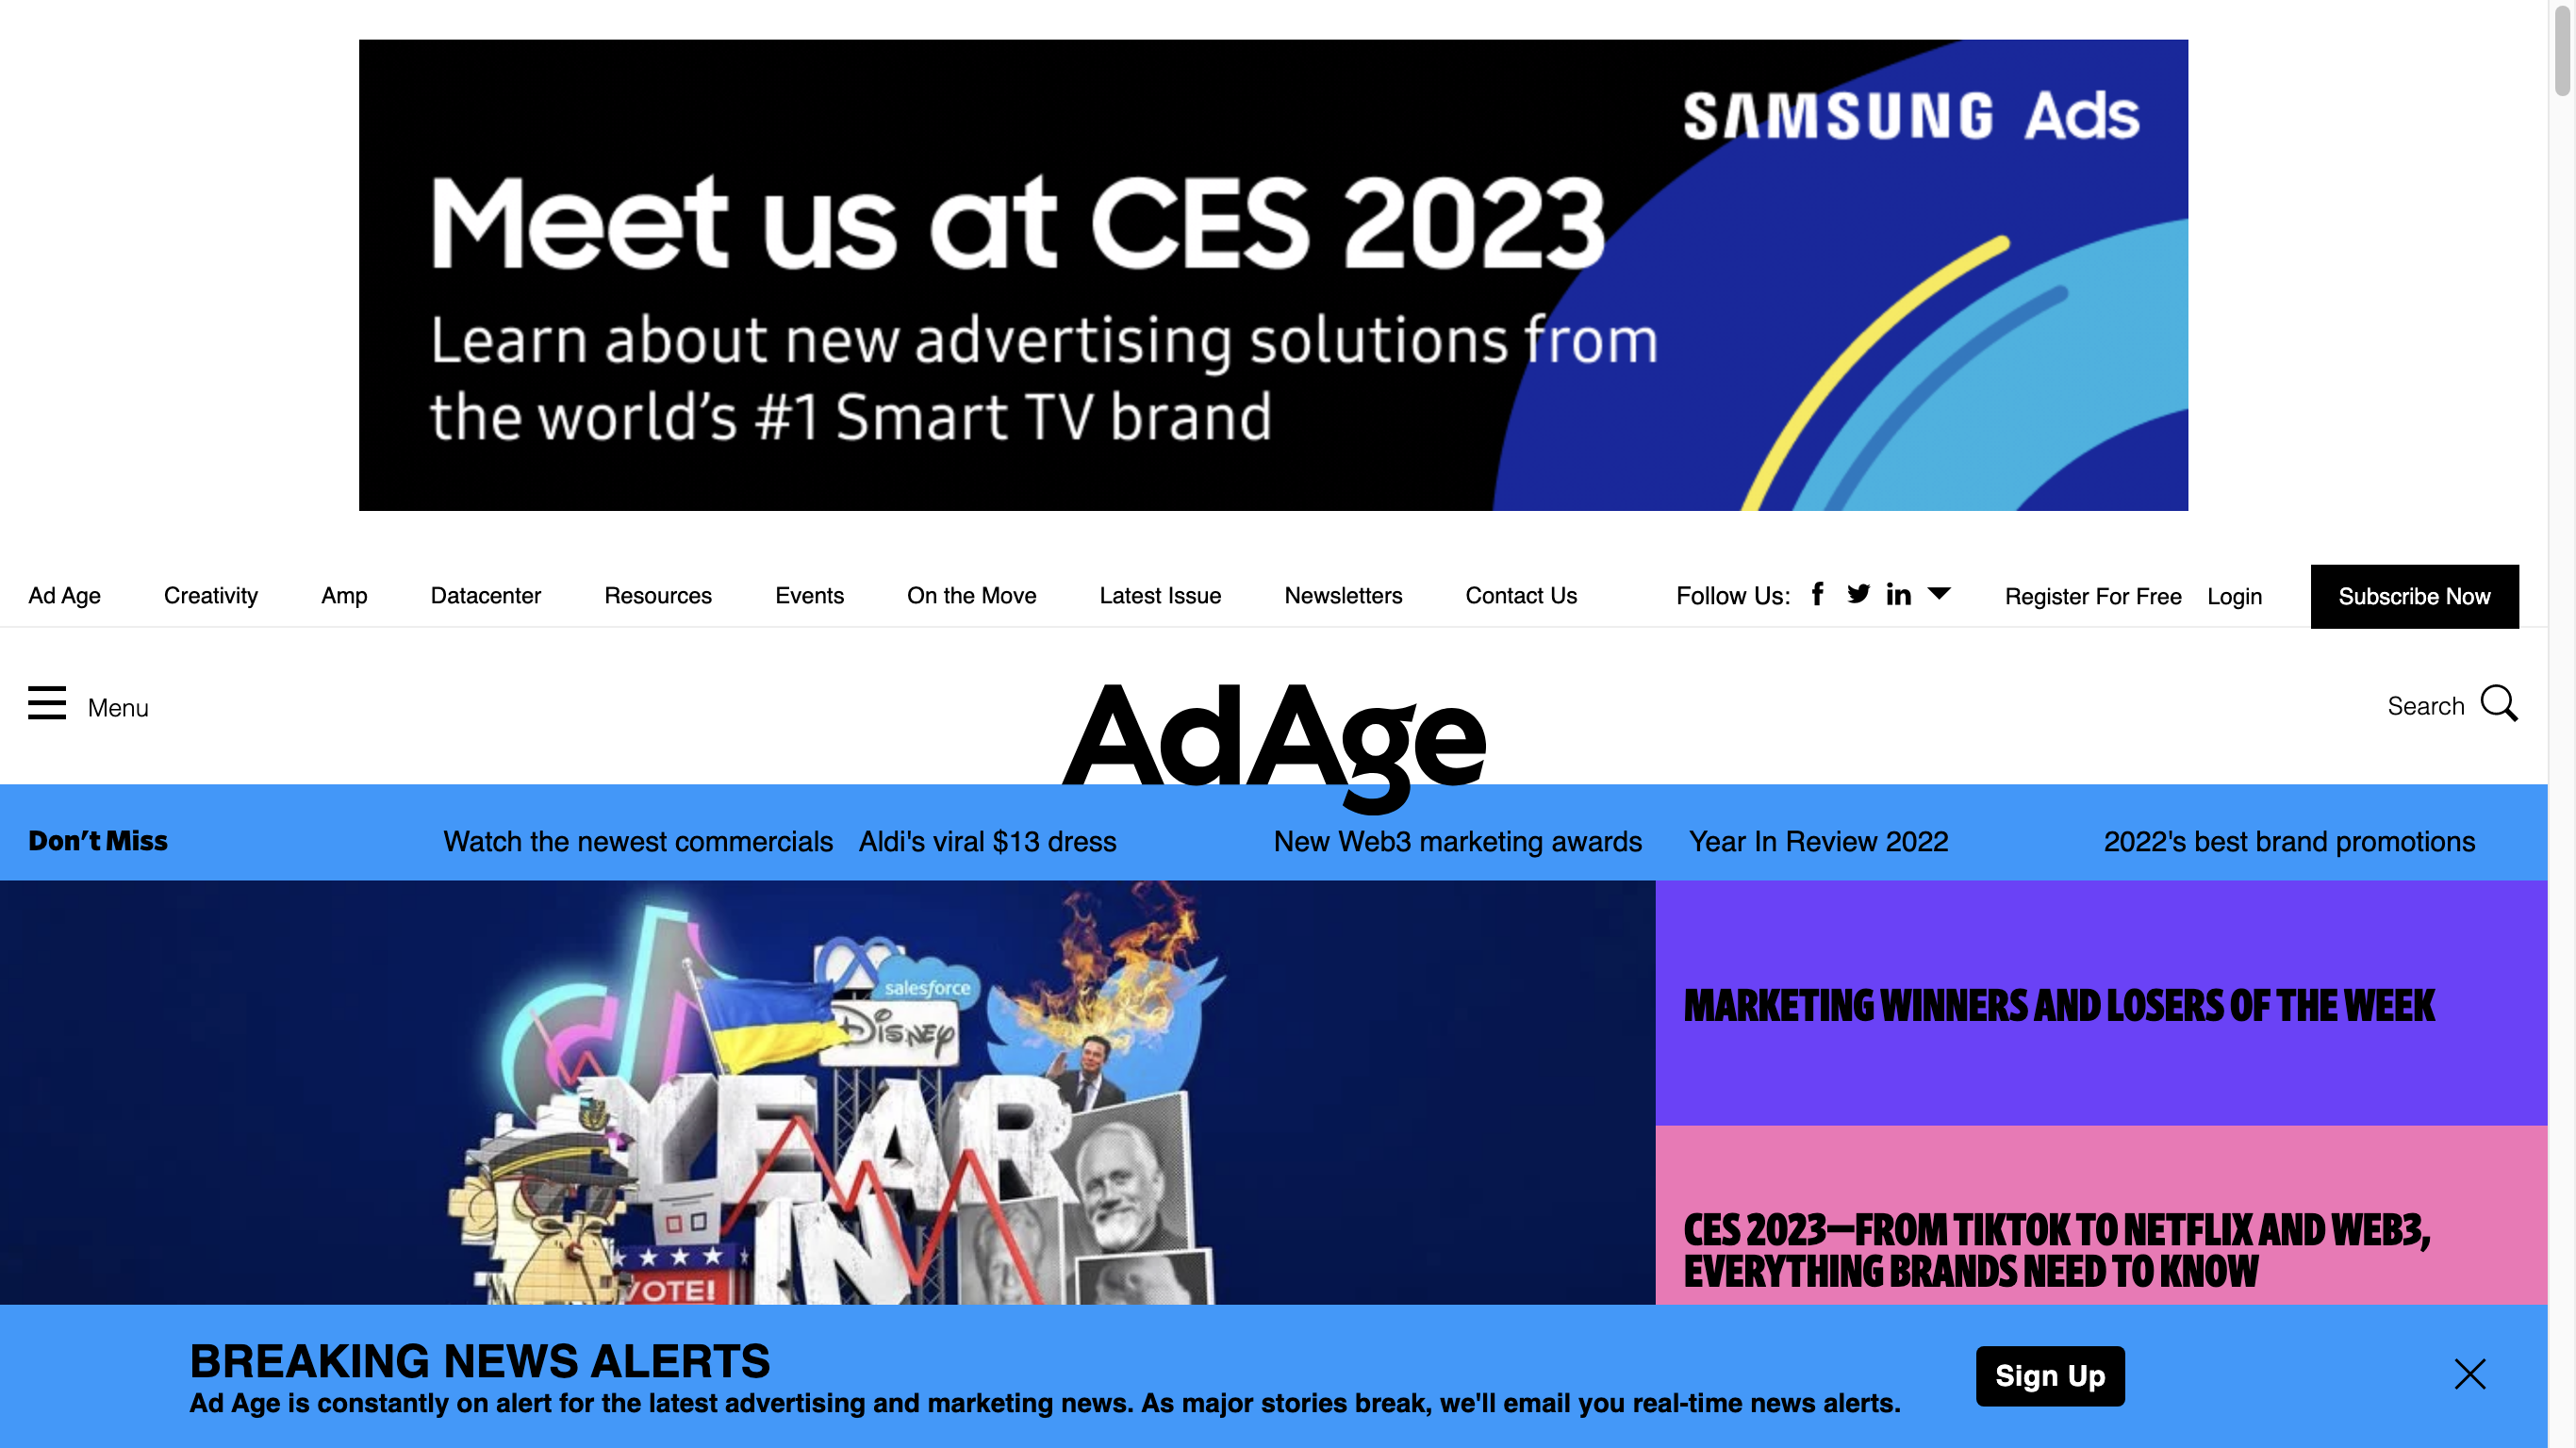 SAMSUNG Ads
Meet us at CES 2023
Learn about new advertising solutions from
the world's #1 Smart TV brand
Ad Age Creativity Amp Datacenter Resources Events On the Move Latest Issue Newsletters Contact Us Follow Us: Register For Free Login Subscribe Now
Menu
AdAge
Search
Don't Miss Watch the newest commercials Aldi's viral $13 dress New Web3 marketing awards Year In Review 2022 2022's best brand promotions
salesforce
DISNEY
YEAR
IN
VOTE!
MARKETING WINNERS AND LOSERS OF THE WEEK
CES 2023—FROM TIKTOK TO NETFLIX AND WEB3,
EVERYTHING BRANDS NEED TO KNOW
BREAKING NEWS ALERTS
Ad Age is constantly on alert for the latest advertising and marketing news. As major stories break, we'll email you real-time news alerts.
Sign Up